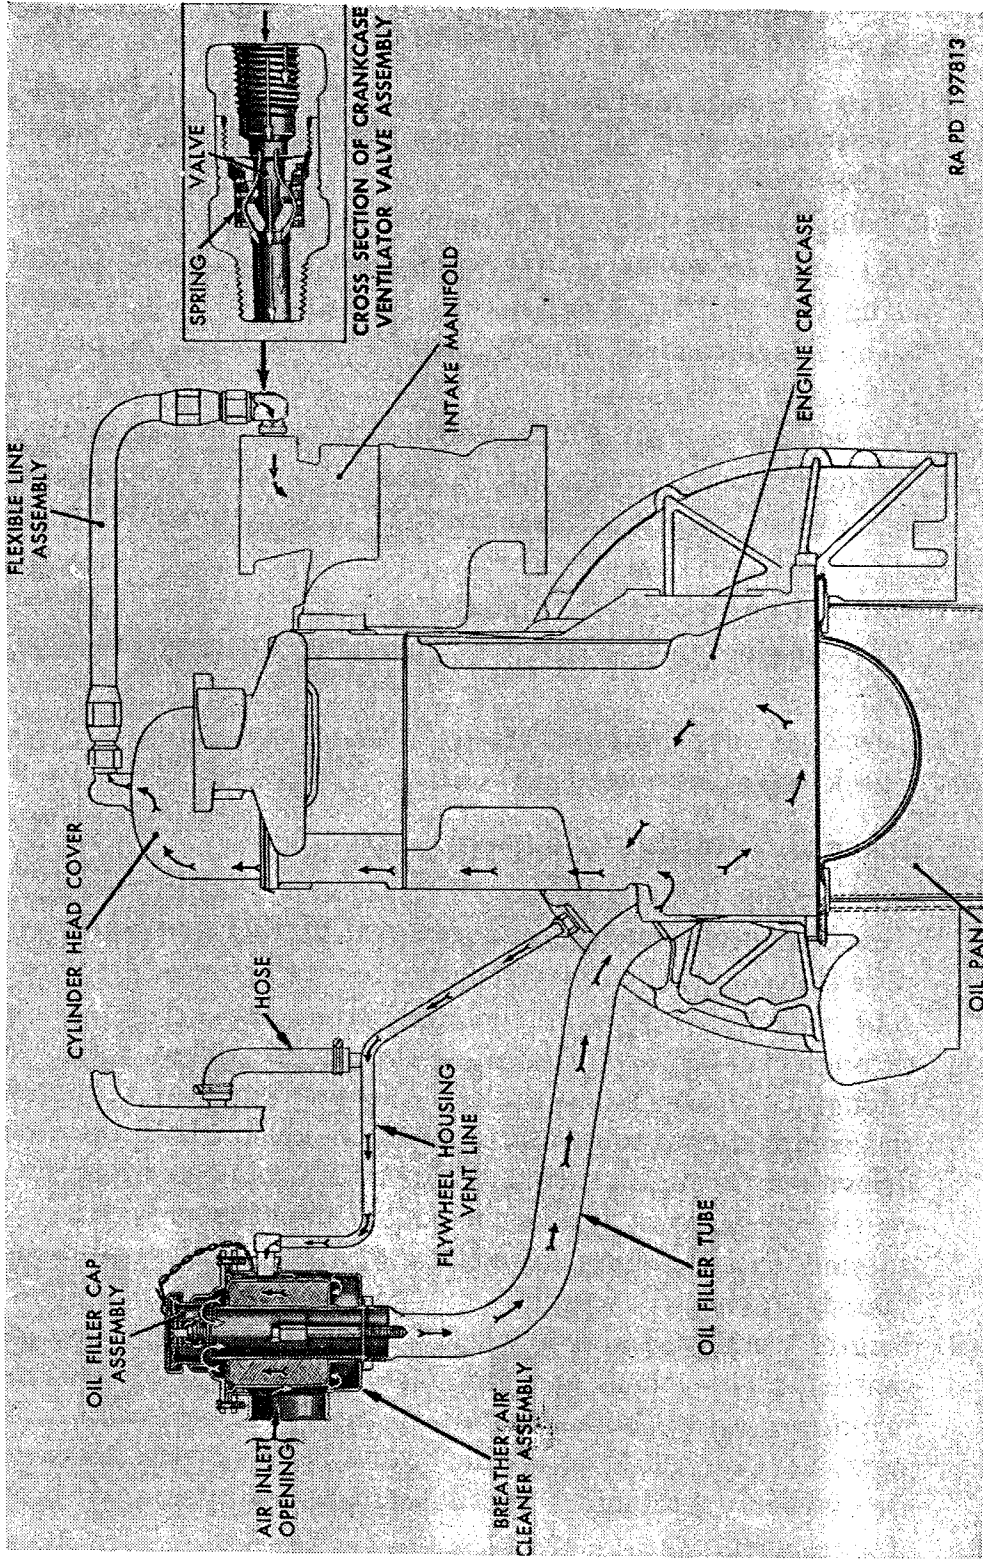 AIR INLET
OPENING
OIL FILLER CAP
ASSEMBLY
CYLINDER HEAD COVER
HOSE
FLEXIBLE LINE
ASSEMBLY
SPRING
VALVE
CROSS SECTION OF CRANKCASE
VENTILATOR VALVE ASSEMBLY
INTAKE MANIFOLD
FLYWHEEL HOUSING
VENT LINE
BREATHER AIR
CLEANER ASSEMBLY
OIL FILLER TUBE
ENGINE CRANKCASE
OIL PAN
RA PD 197813